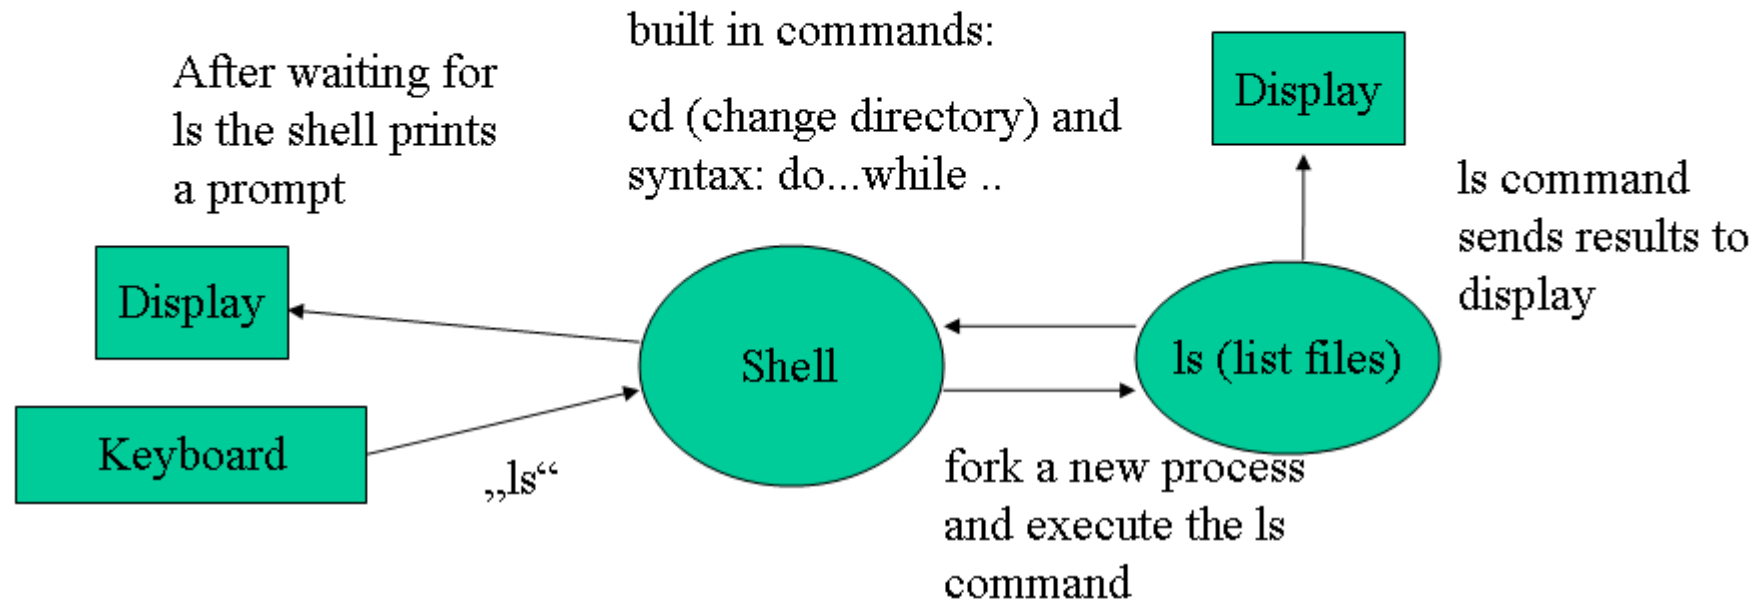 After waiting for
ls the shell prints
a prompt
built in commands:
cd (change directory) and
syntax: do...while ..
Display
ls command
sends results to
display
Display
Shell
ls (list files)
Keyboard
„ls“
fork a new process
and execute the ls
command